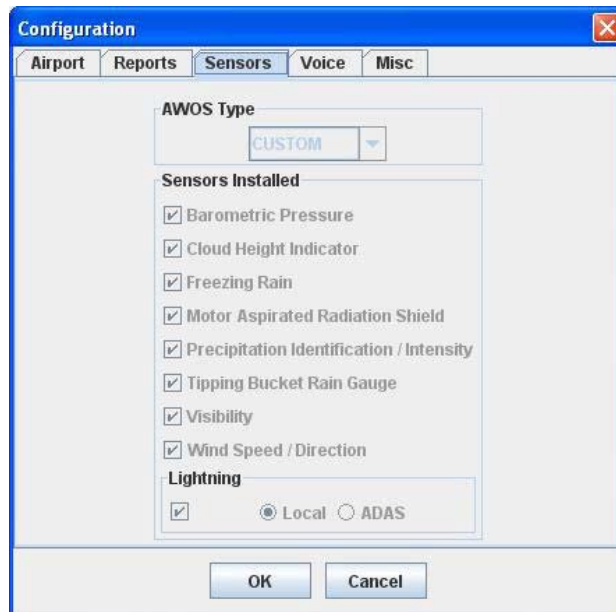 Configuration
Airport Reports Sensors Voice Misc
AWOS Type
CUSTOM
Sensors Installed
Barometric Pressure
Cloud Height Indicator
Freezing Rain
Motor Aspirated Radiation Shield
Precipitation Identification / Intensity
Tipping Bucket Rain Gauge
Visibility
Wind Speed / Direction
Lightning
Local ADAS
OK Cancel